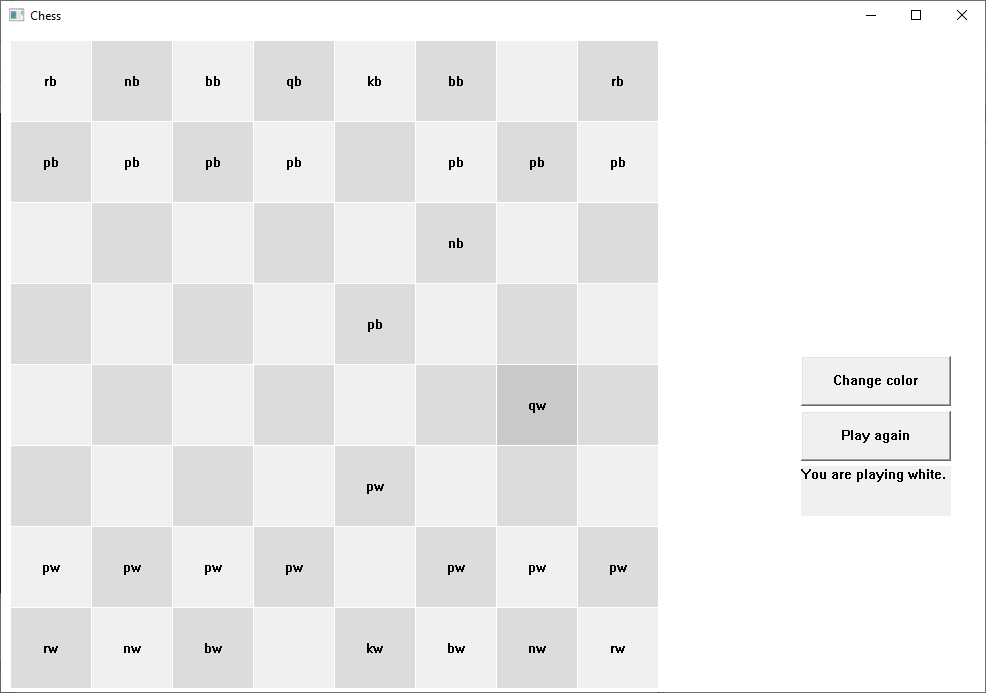 Chess
rb nb bb qb kb bb rb
pb pb pb pb pb pb pb
nb
pb
qw
pw
pw pw pw pw pw pw pw
rw nw bw kw bw nw rw
Change color
Play again
You are playing white.